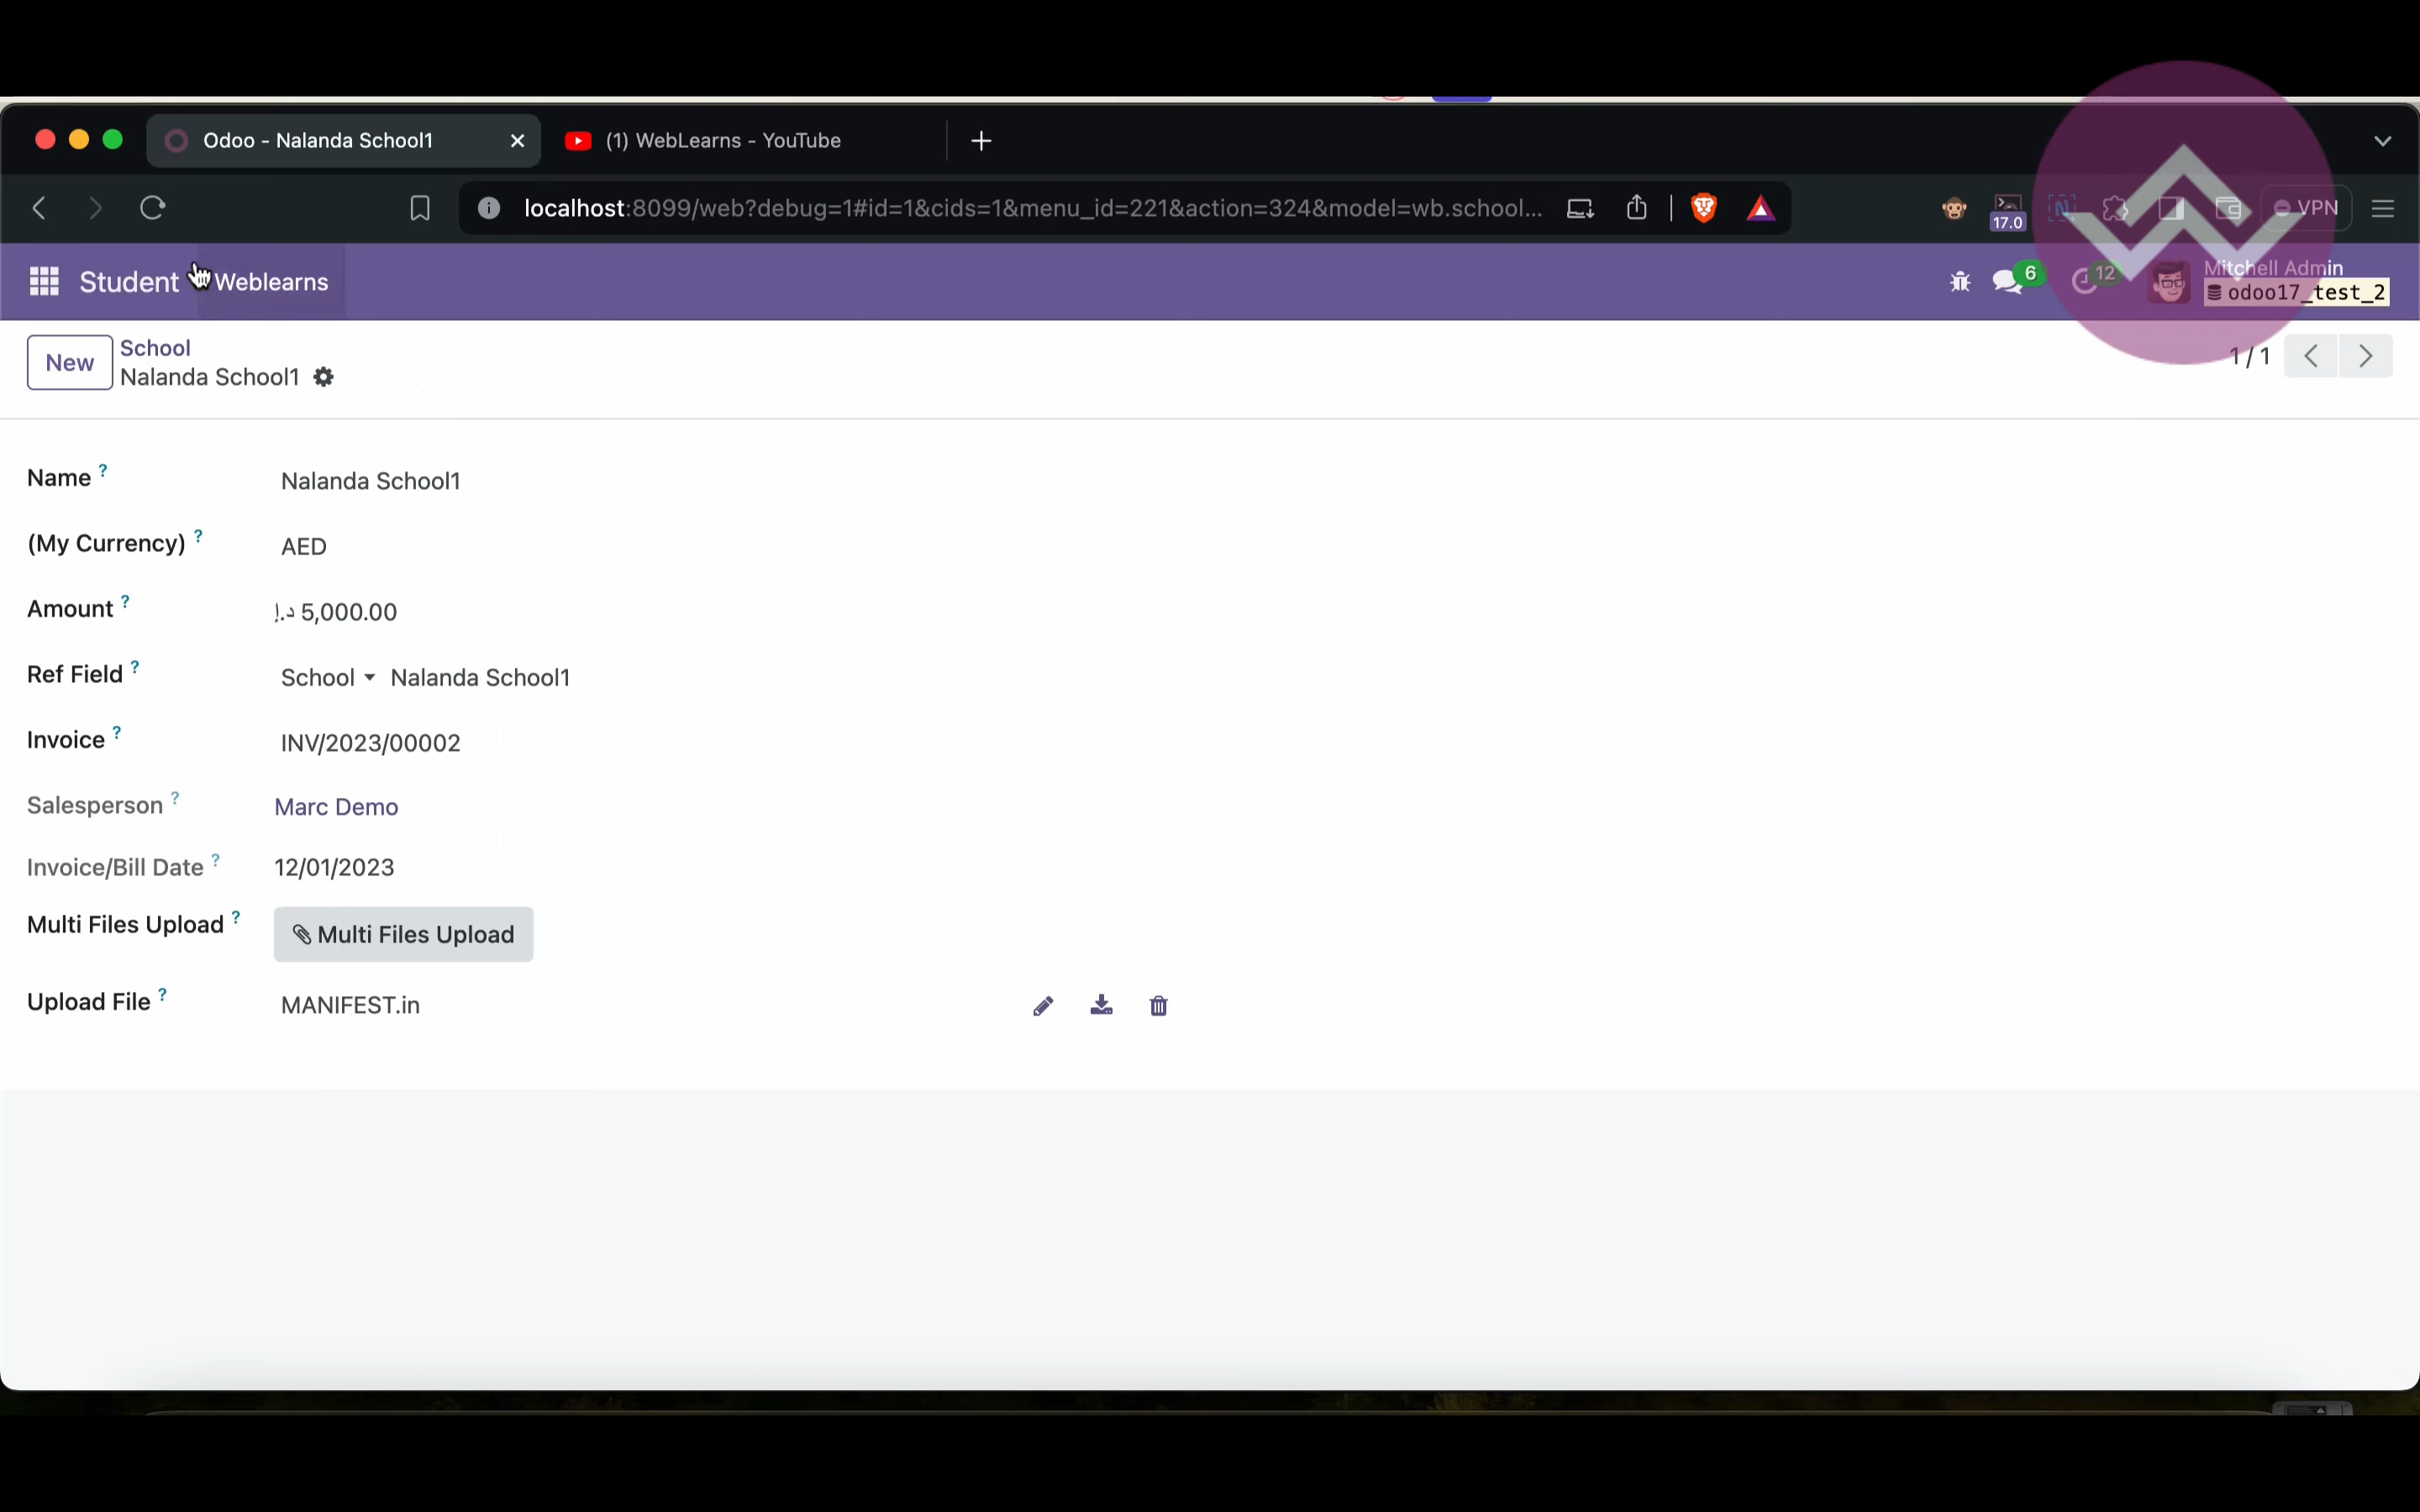 Odoo - Nalanda School1
(1) WebLearns - YouTube
localhost:8099/web?debug=1#id=1&cids=1&menu_id=221&action=324&model=wb.school...
17.0
VPN
Student Weblearns
6
12
Mitchell Admin
odoo17_test_2
New
School
Nalanda School1
1 / 1
Name ? Nalanda School1
(My Currency) ? AED
Amount ? د.إ 5,000.00
Ref Field ? School Nalanda School1
Invoice ? INV/2023/00002
Salesperson ? Marc Demo
Invoice/Bill Date ? 12/01/2023
Multi Files Upload ? Multi Files Upload
Upload File ? MANIFEST.in